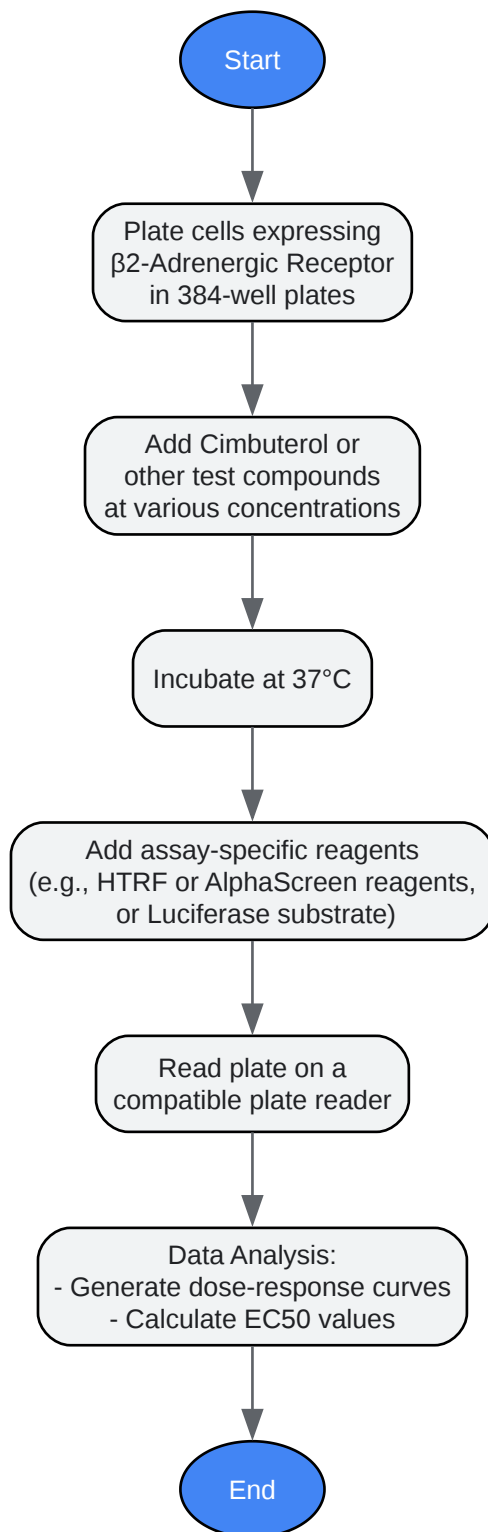 Start
Plate cells expressing
β2-Adrenergic Receptor
in 384-well plates
Add Cimbuterol or
other test compounds
at various concentrations
Incubate at 37°C
Add assay-specific reagents
(e.g., HTRF or AlphaScreen reagents,
or Luciferase substrate)
Read plate on a
compatible plate reader
Data Analysis:
- Generate dose-response curves
- Calculate EC50 values
End